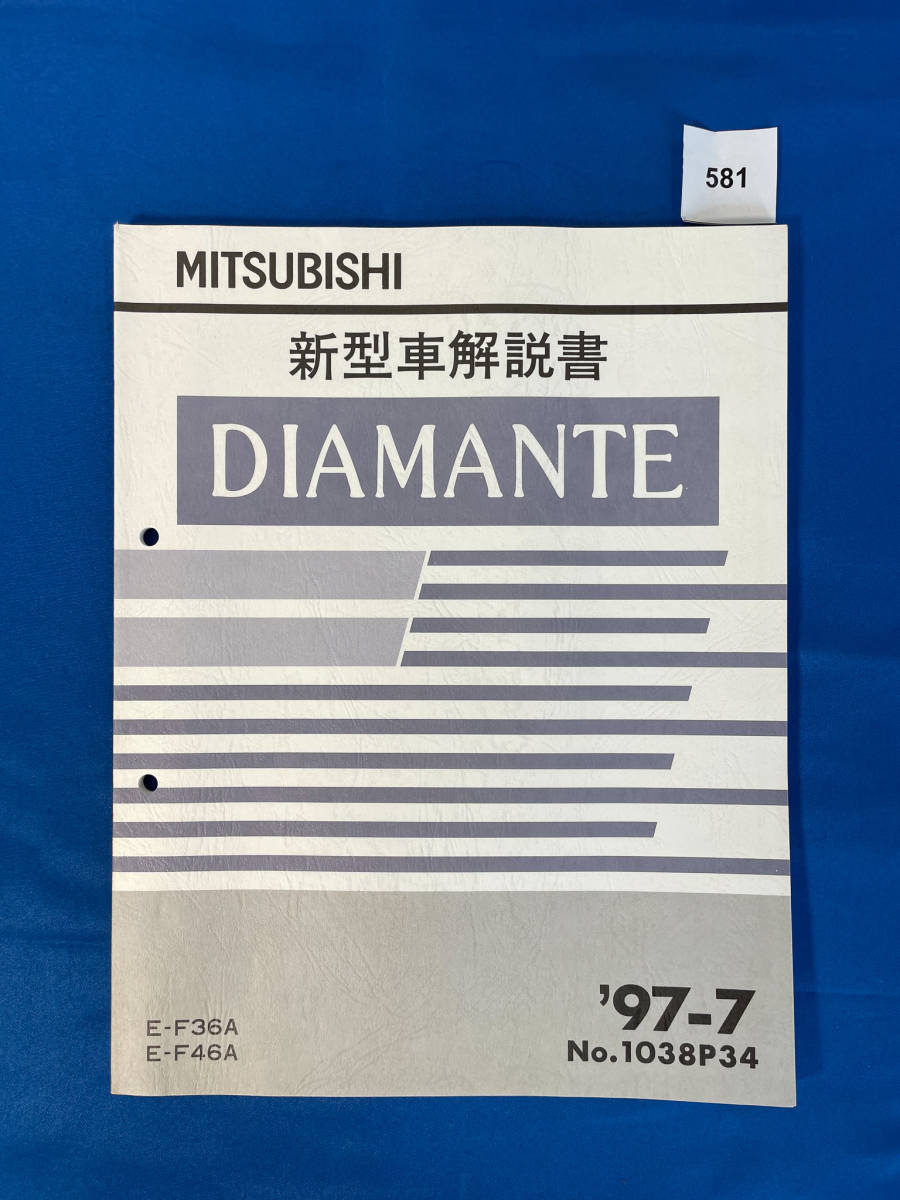 581
MITSUBISHI
新型車解説書
DIAMANTE
E-F36A
E-F46A
'97-7
No.1038P34